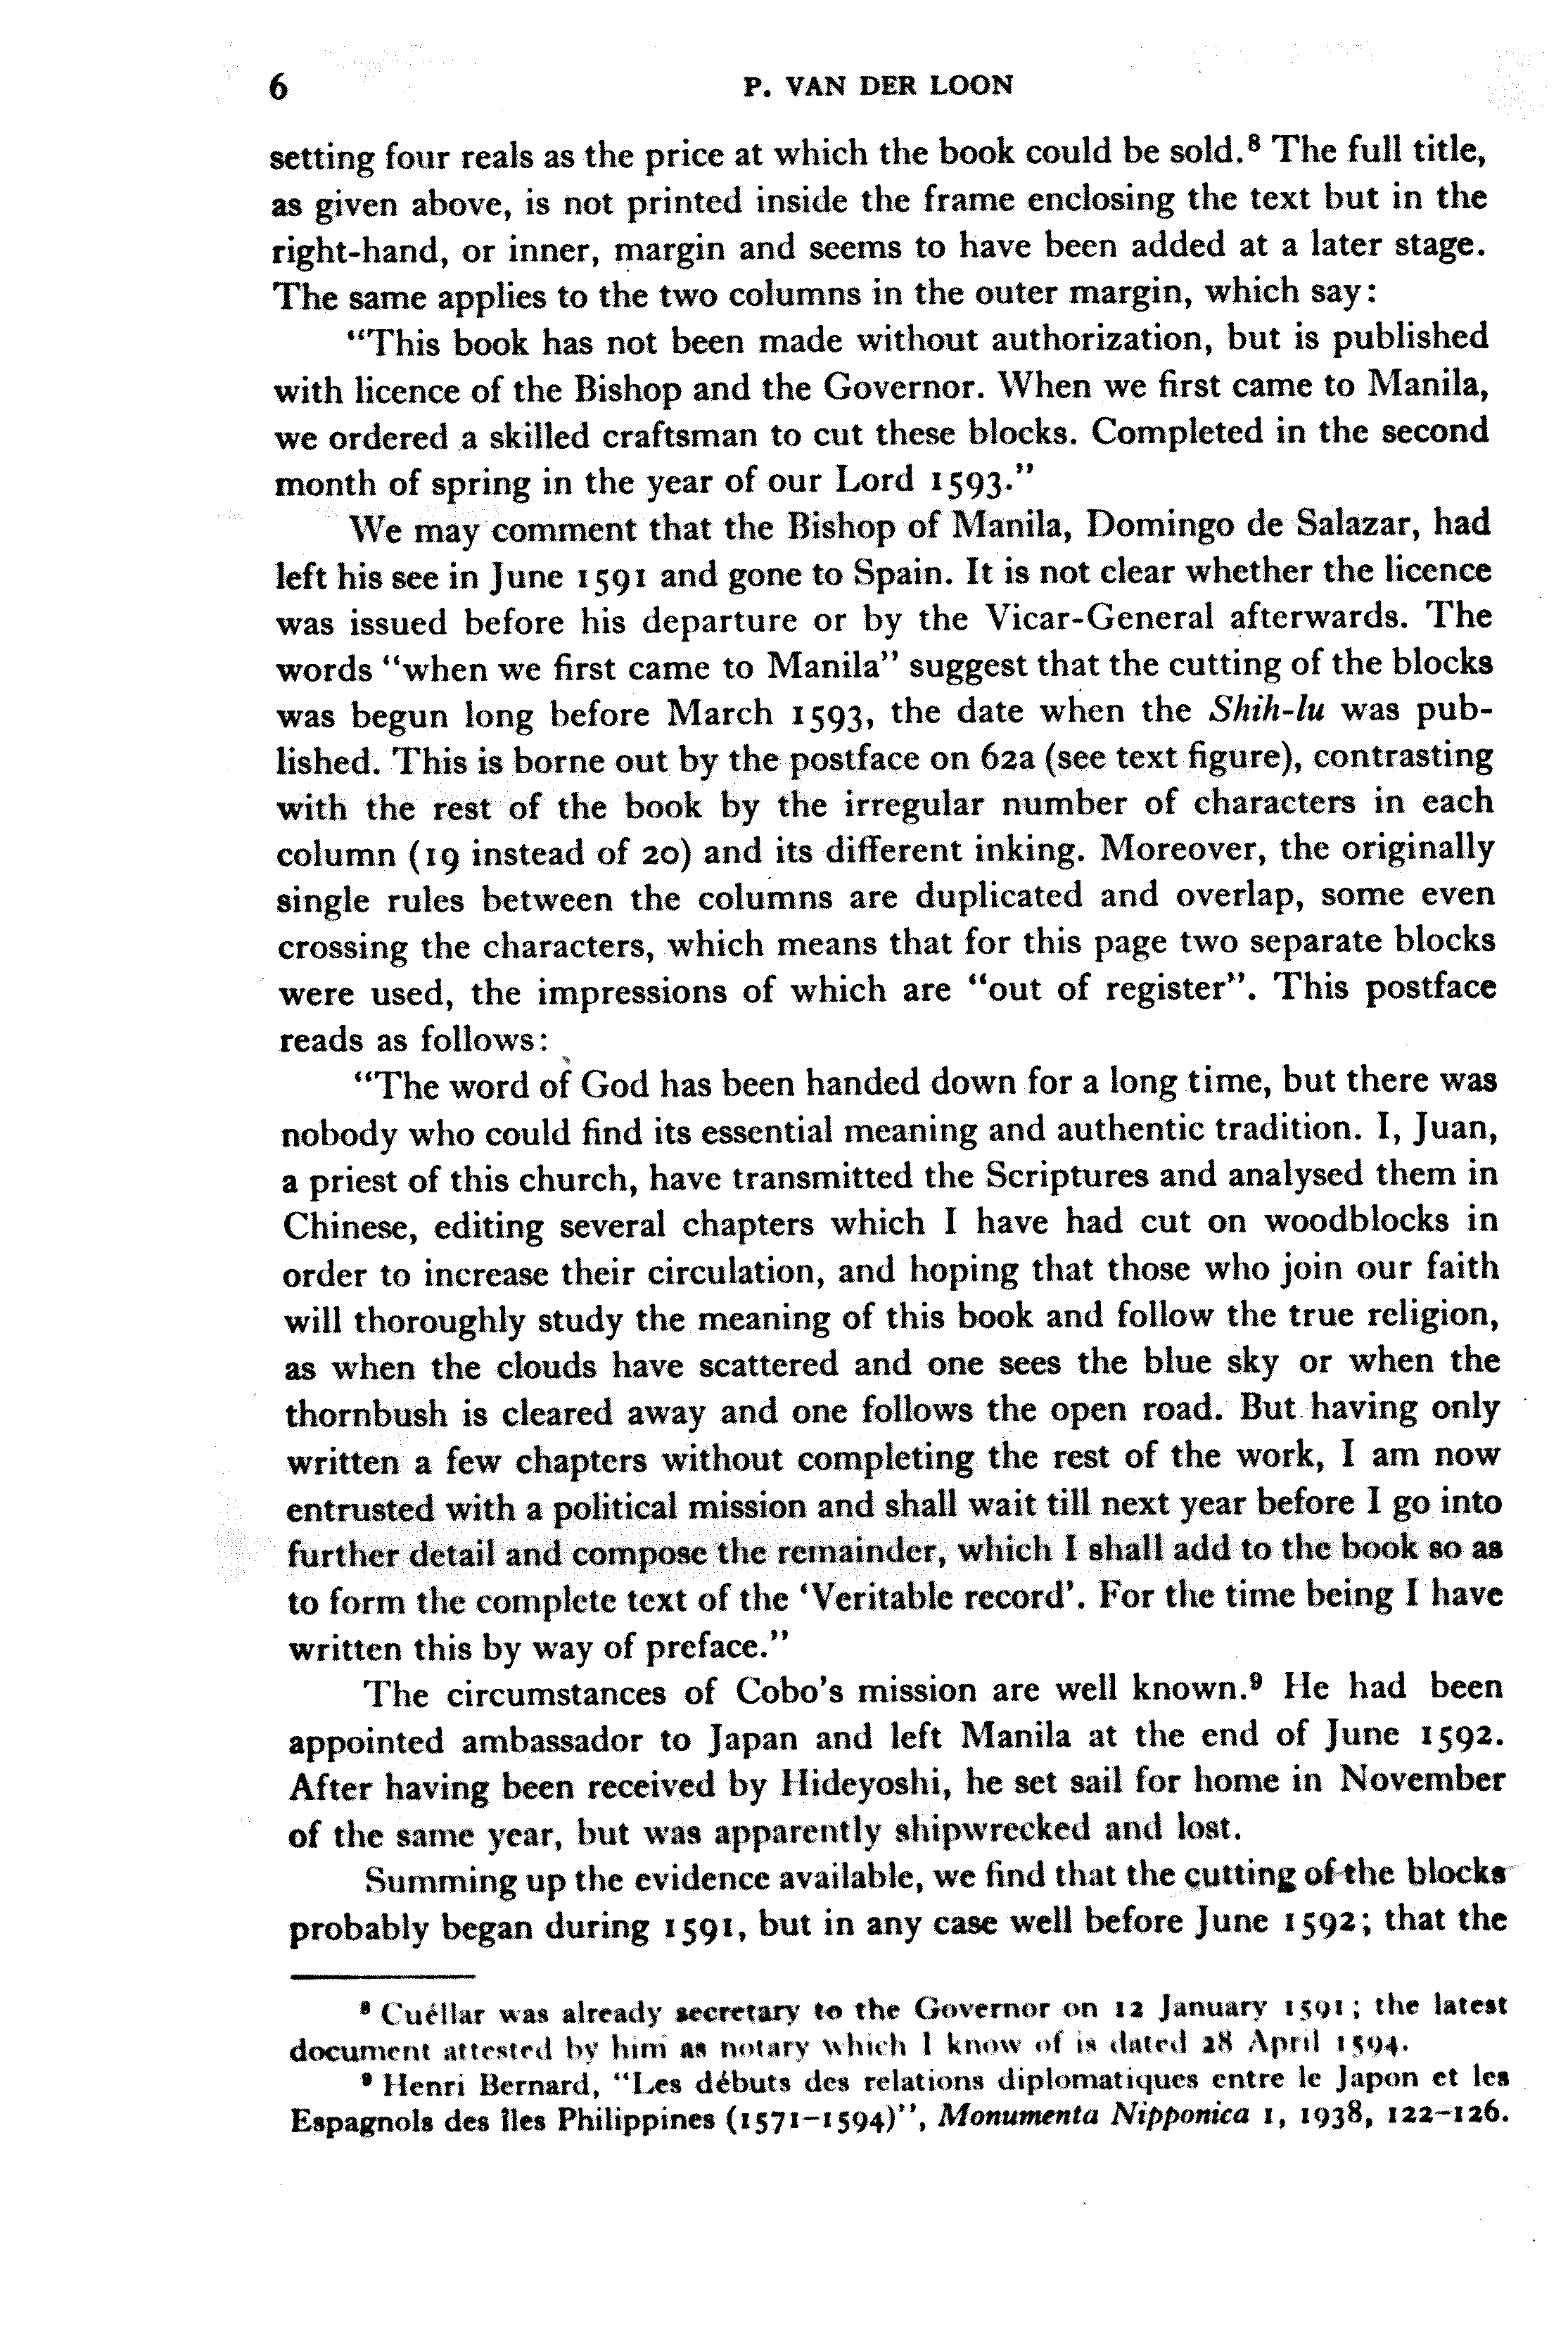 6
P. VAN DER LOON
setting four reals as the price at which the book could be sold.⁸ The full title,
as given above, is not printed inside the frame enclosing the text but in the
right-hand, or inner, margin and seems to have been added at a later stage.
The same applies to the two columns in the outer margin, which say:
“This book has not been made without authorization, but is published
with licence of the Bishop and the Governor. When we first came to Manila,
we ordered a skilled craftsman to cut these blocks. Completed in the second
month of spring in the year of our Lord 1593.”
We may comment that the Bishop of Manila, Domingo de Salazar, had
left his see in June 1591 and gone to Spain. It is not clear whether the licence
was issued before his departure or by the Vicar-General afterwards. The
words “when we first came to Manila” suggest that the cutting of the blocks
was begun long before March 1593, the date when the Shih-lu was pub-
lished. This is borne out by the postface on 62a (see text figure), contrasting
with the rest of the book by the irregular number of characters in each
column (19 instead of 20) and its different inking. Moreover, the originally
single rules between the columns are duplicated and overlap, some even
crossing the characters, which means that for this page two separate blocks
were used, the impressions of which are “out of register”. This postface
reads as follows:
“The word of God has been handed down for a long time, but there was
nobody who could find its essential meaning and authentic tradition. I, Juan,
a priest of this church, have transmitted the Scriptures and analysed them in
Chinese, editing several chapters which I have had cut on woodblocks in
order to increase their circulation, and hoping that those who join our faith
will thoroughly study the meaning of this book and follow the true religion,
as when the clouds have scattered and one sees the blue sky or when the
thornbush is cleared away and one follows the open road. But having only
written a few chapters without completing the rest of the work, I am now
entrusted with a political mission and shall wait till next year before I go into
further detail and compose the remainder, which I shall add to the book so as
to form the complete text of the ‘Veritable record’. For the time being I have
written this by way of preface.”
The circumstances of Cobo’s mission are well known.⁹ He had been
appointed ambassador to Japan and left Manila at the end of June 1592.
After having been received by Hideyoshi, he set sail for home in November
of the same year, but was apparently shipwrecked and lost.
Summing up the evidence available, we find that the cutting of the blocks
probably began during 1591, but in any case well before June 1592; that the
⁸ Cuéllar was already secretary to the Governor on 12 January 1591; the latest
document attested by him as notary which I know of is dated 28 April 1594.
⁹ Henri Bernard, “Les débuts des relations diplomatiques entre le Japon et les
Espagnols des îles Philippines (1571–1594)”, Monumenta Nipponica 1, 1938, 122–126.